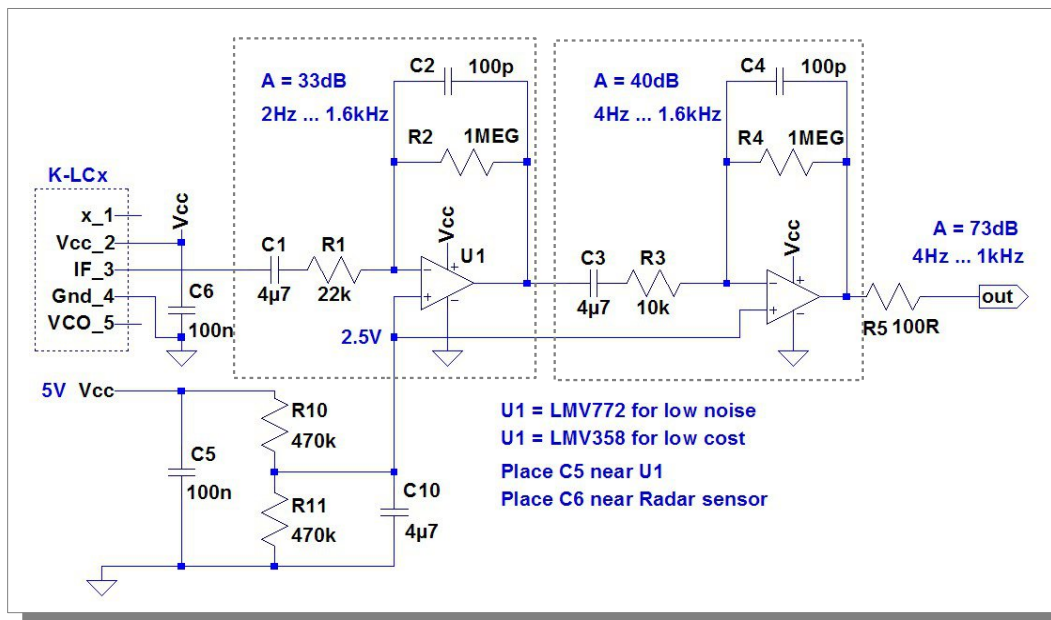 A = 33dB
2Hz ... 1.6kHz
C2 100p
R2 1MEG
A = 40dB
4Hz ... 1.6kHz
C4 100p
R4 1MEG
K-LCx
x_1
Vcc_2
IF_3
Gnd_4
VCO_5
Vcc
C6
100n
C1
4µ7
R1
22k
Vcc
U1
2.5V
C3
4µ7
R3
10k
Vcc
A = 73dB
4Hz ... 1kHz
R5 100R
out
5V Vcc
C5
100n
R10
470k
R11
470k
C10
4µ7
U1 = LMV772 for low noise
U1 = LMV358 for low cost
Place C5 near U1
Place C6 near Radar sensor